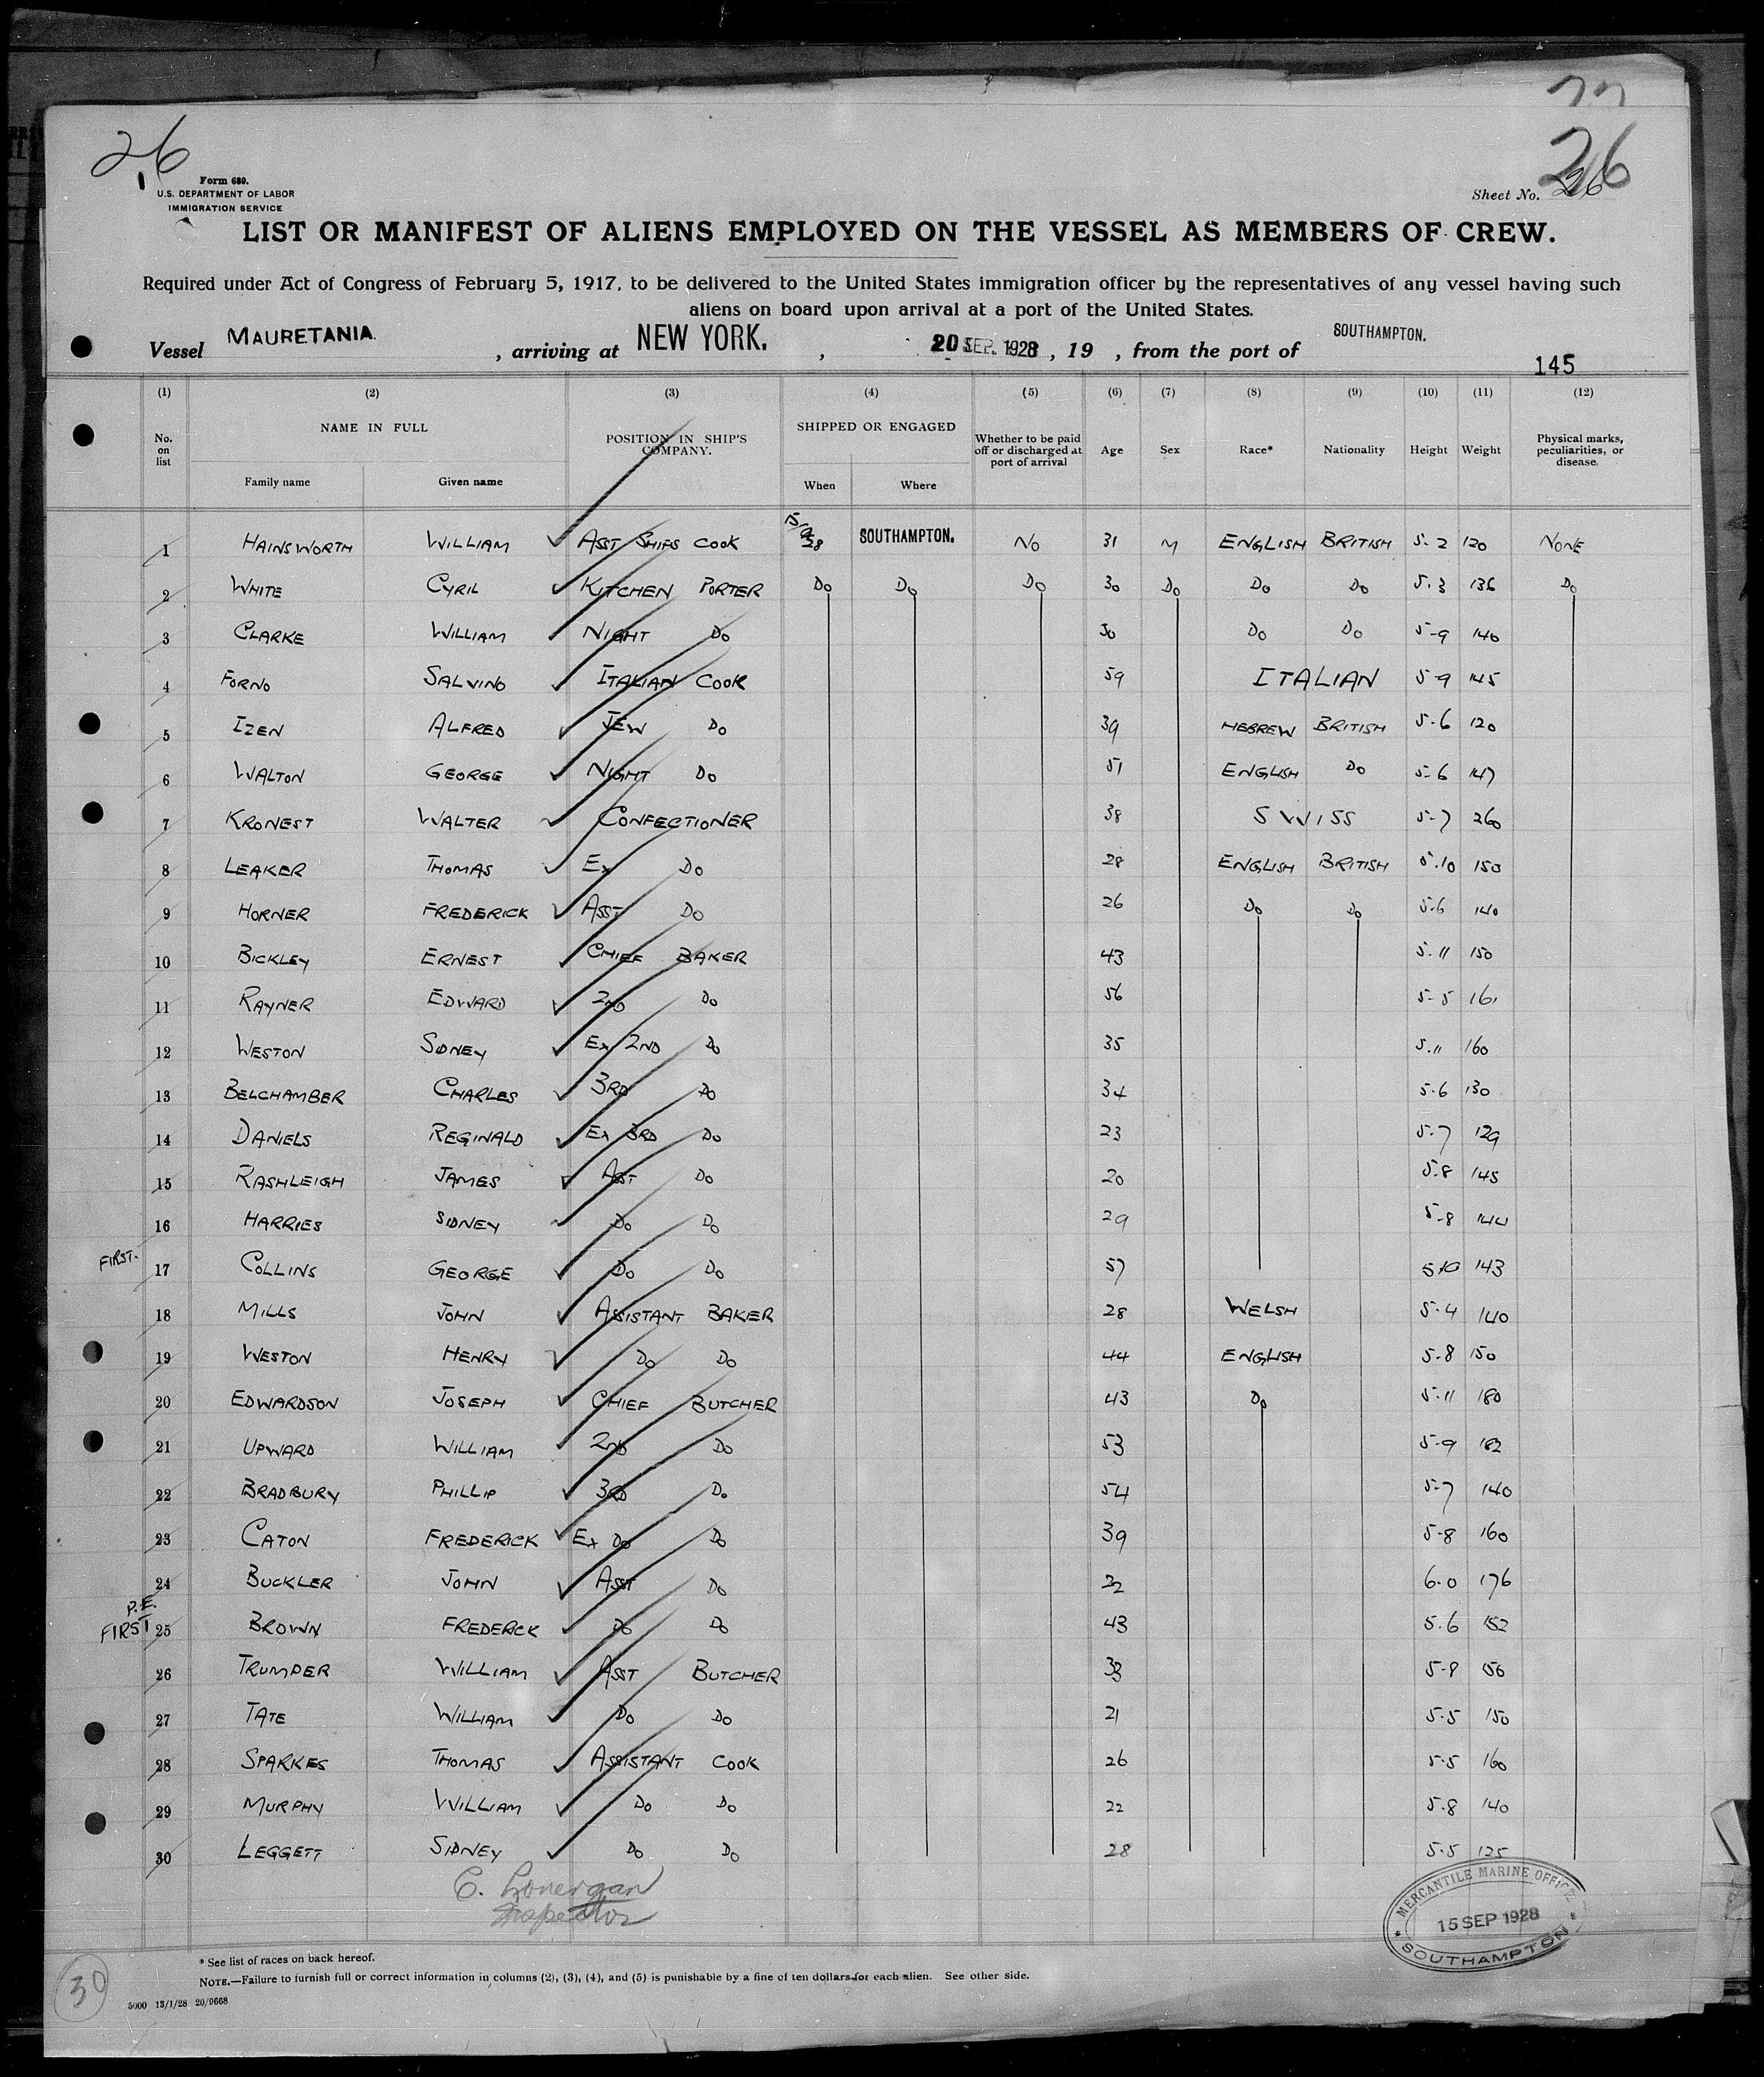 77
26
26
Form 680.
U.S. DEPARTMENT OF LABOR
IMMIGRATION SERVICE
Sheet No. 26
LIST OR MANIFEST OF ALIENS EMPLOYED ON THE VESSEL AS MEMBERS OF CREW.
Required under Act of Congress of February 5, 1917, to be delivered to the United States immigration officer by the representatives of any vessel having such
aliens on board upon arrival at a port of the United States.
Vessel MAURETANIA. , arriving at NEW YORK. , 20 SEP. 1928 , 19 , from the port of SOUTHAMPTON.
145
(1) (2) (3) (4) (5) (6) (7) (8) (9) (10) (11) (12)
No. on list NAME IN FULL POSITION IN SHIP'S COMPANY. SHIPPED OR ENGAGED Whether to be paid off or discharged at port of arrival Age Sex Race* Nationality Height Weight Physical marks, peculiarities, or disease.
Family name Given name When Where
1 HAINSWORTH WILLIAM ASST SHIPS COOK 15/9/28 SOUTHAMPTON. NO 31 M ENGLISH BRITISH 5-2 120 NONE
2 WHITE CYRIL KITCHEN PORTER DO DO DO 30 DO DO DO 5.3 136 DO
3 CLARKE WILLIAM NIGHT DO 30 DO DO 5-9 140
4 FORNO SALVINO ITALIAN COOK 59 ITALIAN 5-9 145
5 IZEN ALFRED JEW DO 39 HEBREW BRITISH 5-6 120
6 WALTON GEORGE NIGHT DO 51 ENGLISH DO 5-6 147
7 KRONEST WALTER CONFECTIONER 38 SWISS 5-7 260
8 LEAKER THOMAS EX DO 28 ENGLISH BRITISH 5.10 150
9 HORNER FREDERICK ASST DO 26 DO DO 5-6 140
10 BICKLEY ERNEST CHIEF BAKER 43 5-11 150
11 RAYNER EDWARD 2ND DO 56 5-5 161
12 WESTON SIDNEY EX 2ND DO 35 5.11 160
13 BELCHAMBER CHARLES 3RD DO 34 5-6 130
14 DANIELS REGINALD EX 3RD DO 23 5-7 129
15 RASHLEIGH JAMES AST DO 20 5-8 145
16 HARRIES SIDNEY DO DO 29 5-8 144
FIRST. 17 COLLINS GEORGE DO DO 57 5-10 143
18 MILLS JOHN ASSISTANT BAKER 28 WELSH 5-4 140
19 WESTON HENRY DO DO 44 ENGLISH 5-8 150
20 EDWARDSON JOSEPH CHIEF BUTCHER 43 DO 5-11 180
21 UPWARD WILLIAM 2ND DO 53 5-9 182
22 BRADBURY PHILLIP 3RD DO 54 5-7 140
23 CATON FREDERICK EX DO DO 39 5-8 160
24 BUCKLER JOHN ASST DO 22 6-0 176
P.E. FIRST 25 BROWN FREDERICK DO DO 43 5.6 152
26 TRUMPER WILLIAM ASST BUTCHER 33 5-8 156
27 TATE WILLIAM DO DO 21 5-5 150
28 SPARKES THOMAS ASSISTANT COOK 26 5-5 160
29 MURPHY WILLIAM DO DO 22 5.8 140
30 LEGGETT SIDNEY DO DO 28 5-5 125
C. Lonergan
Inspector
MERCANTILE MARINE OFFICE
15 SEP 1928
SOUTHAMPTON
* See list of races on back hereof.
NOTE.—Failure to furnish full or correct information in columns (2), (3), (4), and (5) is punishable by a fine of ten dollars for each alien. See other side.
30
5000 13/1/28 20/9668